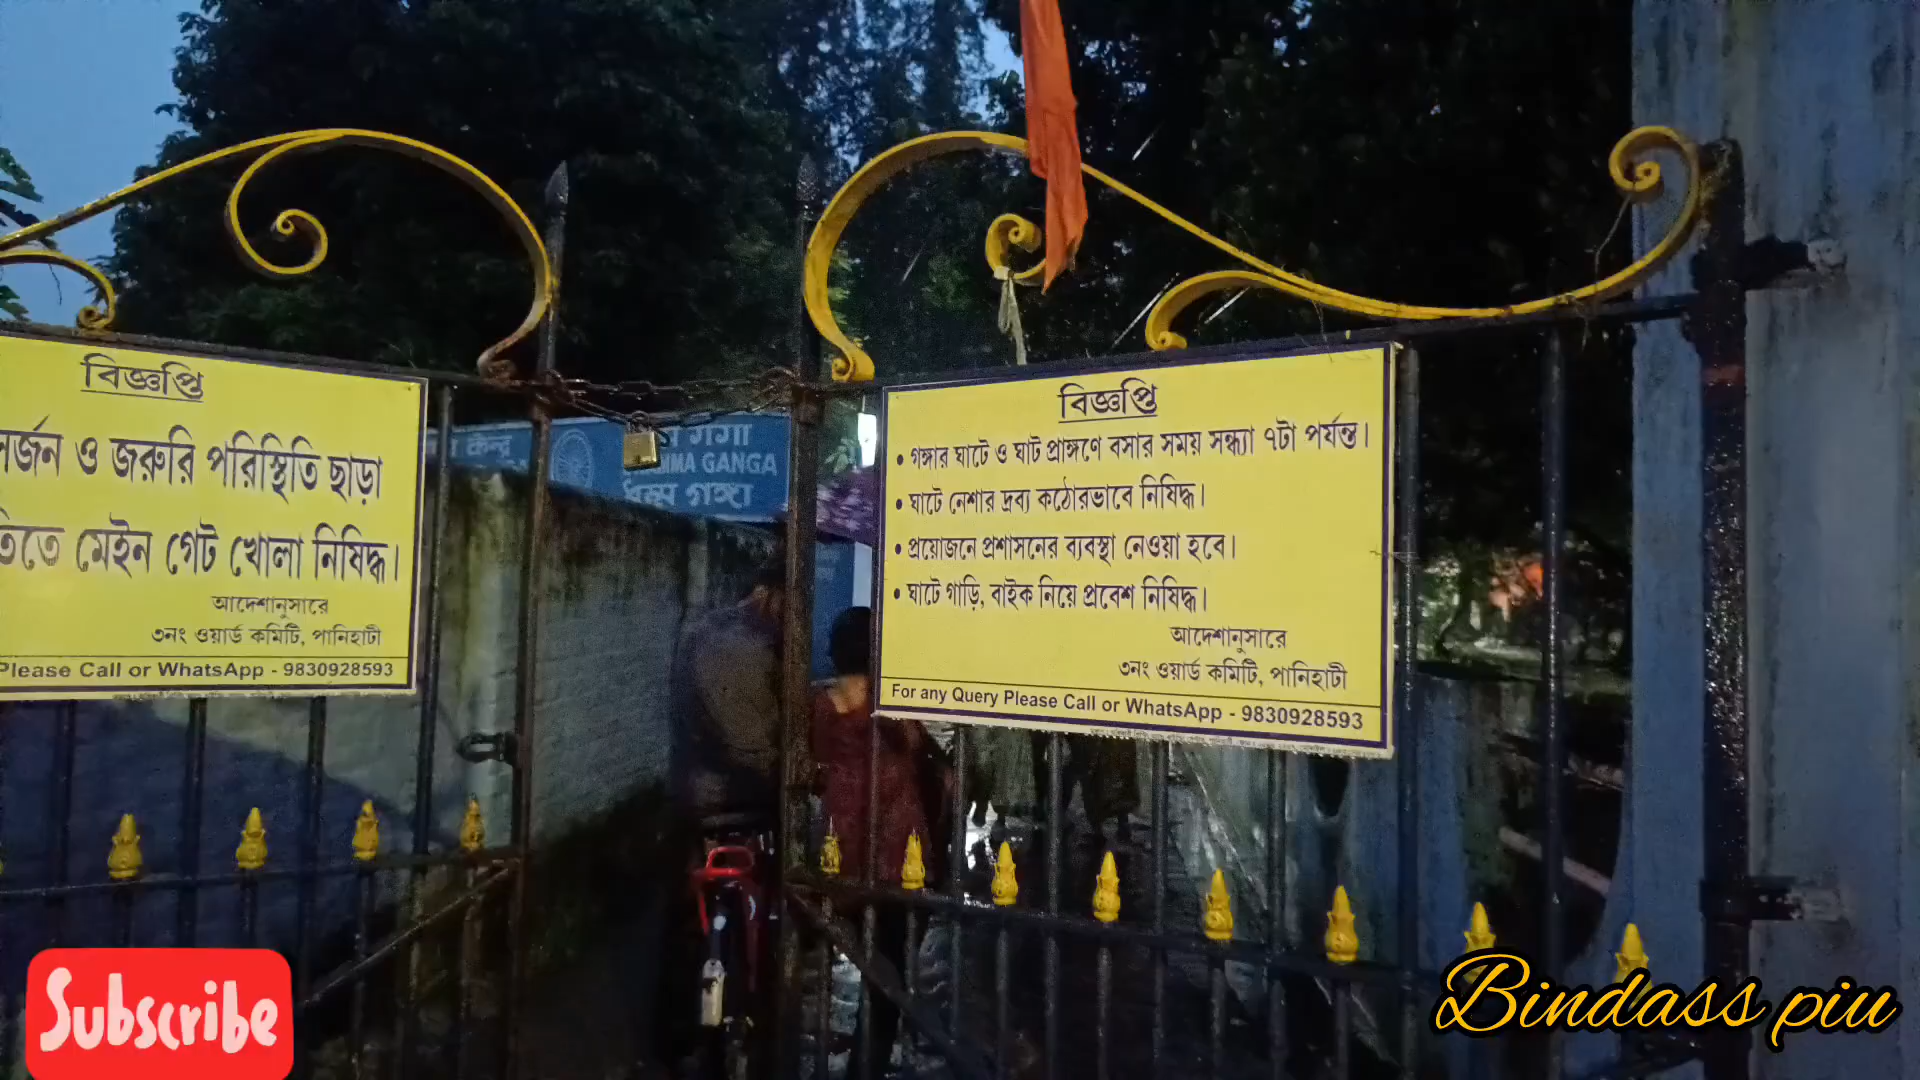 বিজ্ঞপ্তি
ও জরুরি পরিস্থিতি ছাড়া
মেইন গেট খোলা নিষিদ্ধ।
আদেশানুসারে
৩নং ওয়ার্ড কমিটি, পানিহাটী
Please Call or WhatsApp - 9830928593
GANGA
বিজ্ঞপ্তি
• গঙ্গার ঘাটে ও ঘাট প্রাঙ্গণে বসার সময় সন্ধ্যা ৭টা পর্যন্ত।
• ঘাটে নেশার দ্রব্য কঠোরভাবে নিষিদ্ধ।
• প্রয়োজনে প্রশাসনের ব্যবস্থা নেওয়া হবে।
• ঘাটে গাড়ি, বাইক নিয়ে প্রবেশ নিষিদ্ধ।
আদেশানুসারে
৩নং ওয়ার্ড কমিটি, পানিহাটী
For any Query Please Call or WhatsApp - 9830928593
Subscribe
Bindass piu